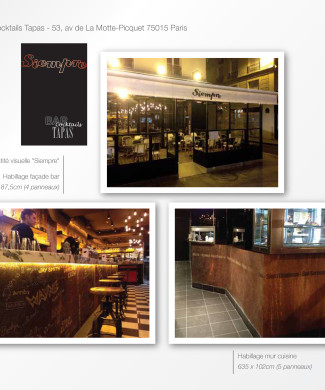 cktails Tapas - 53, av de La Motte-Picquet 75015 Paris
Siempre
BAR
Cocktails
TAPAS
Siempre
tité visuelle "Siempre"
Habillage façade bar
87,5cm (4 panneaux)
Habillage mur cuisine
635 x 102cm (5 panneaux)